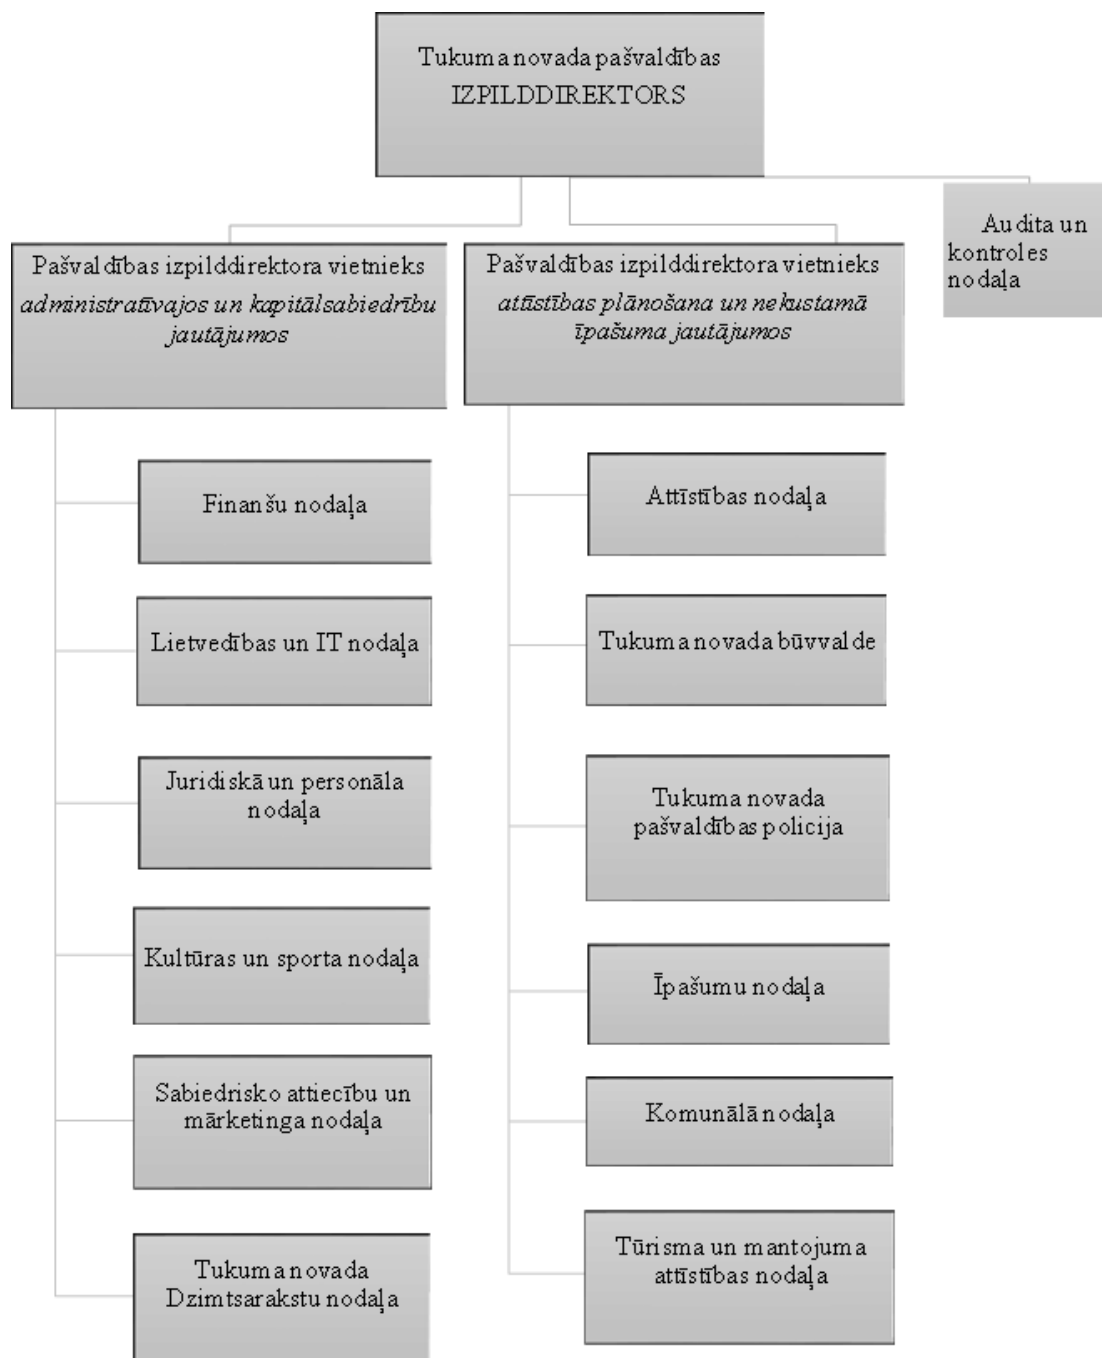 Tukuma novada pašvaldības
IZPILDDIREKTORS
Audita un
kontroles
nodaļa
Pašvaldības izpilddirektora vietnieks
administratīvajos un kapitālsabiedrību
jautājumos
Pašvaldības izpilddirektora vietnieks
attīstības plānošana un nekustamā
īpašuma jautājumos
Finanšu nodaļa
Lietvedības un IT nodaļa
Juridiskā un personāla
nodaļa
Kultūras un sporta nodaļa
Sabiedrisko attiecību un
mārketinga nodaļa
Tukuma novada
Dzimtsarakstu nodaļa
Attīstības nodaļa
Tukuma novada būvvalde
Tukuma novada
pašvaldības policija
Īpašumu nodaļa
Komunālā nodaļa
Tūrisma un mantojuma
attīstības nodaļa